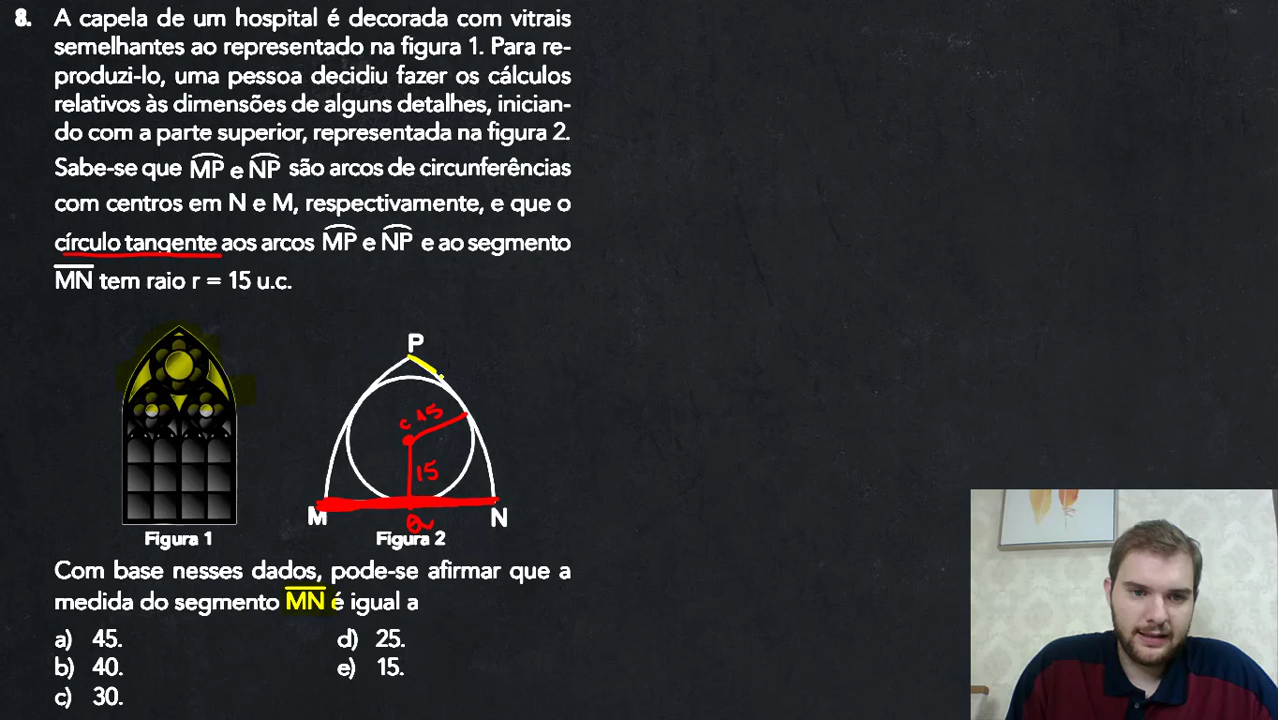 8. A capela de um hospital é decorada com vitrais
semelhantes ao representado na figura 1. Para re-
produzi-lo, uma pessoa decidiu fazer os cálculos
relativos às dimensões de alguns detalhes, inician-
do com a parte superior, representada na figura 2.
Sabe-se que MP e NP são arcos de circunferências
com centros em N e M, respectivamente, e que o
círculo tangente aos arcos MP e NP e ao segmento
MN tem raio r = 15 u.c.
P
C 15
15
M Q N
Figura 1 Figura 2
Com base nesses dados, pode-se afirmar que a
medida do segmento MN é igual a
a) 45. d) 25.
b) 40. e) 15.
c) 30.